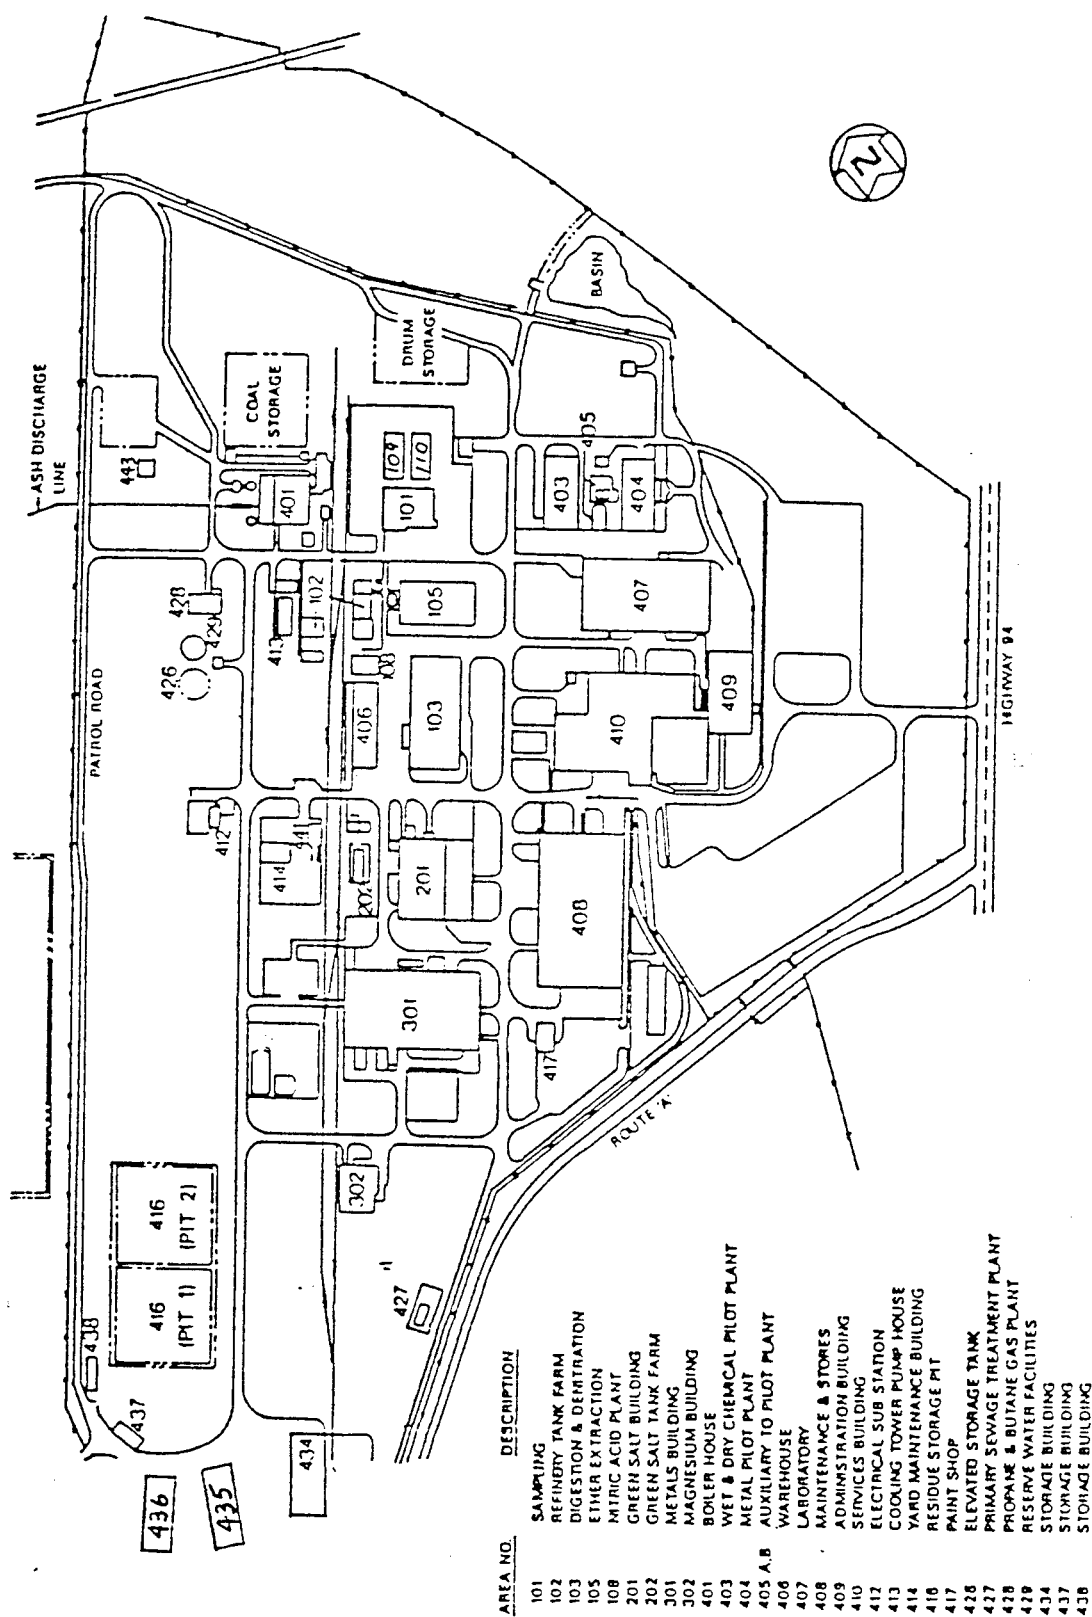 ASH DISCHARGE
LINE
443
COAL
STORAGE
DRUM
STORAGE
BASIN
N
401
109
110
101
405
403
404
428
429
426
413
102
104
105
108
407
PATROL ROAD
406
103
410
409
HIGHWAY 94
412
414
441
202
201
408
301
417
ROUTE 'A'
302
416
(PIT 2)
416
(PIT 1)
438
437
427
434
436
435
AREA NO. DESCRIPTION
101 SAMPLING
102 REFINERY TANK FARM
103 DIGESTION & DENITRATION
105 ETHER EXTRACTION
108 NITRIC ACID PLANT
201 GREEN SALT BUILDING
202 GREEN SALT TANK FARM
301 METALS BUILDING
302 MAGNESIUM BUILDING
401 BOILER HOUSE
403 WET & DRY CHEMICAL PILOT PLANT
404 METAL PILOT PLANT
405 A.B AUXILIARY TO PILOT PLANT
406 WAREHOUSE
407 LABORATORY
408 MAINTENANCE & STORES
409 ADMINISTRATION BUILDING
410 SERVICES BUILDING
412 ELECTRICAL SUB STATION
413 COOLING TOWER PUMP HOUSE
414 YARD MAINTENANCE BUILDING
416 RESIDUE STORAGE PIT
417 PAINT SHOP
426 ELEVATED STORAGE TANK
427 PRIMARY SEWAGE TREATMENT PLANT
428 PROPANE & BUTANE GAS PLANT
429 RESERVE WATER FACILITIES
434 STORAGE BUILDING
437 STORAGE BUILDING
438 STORAGE BUILDING